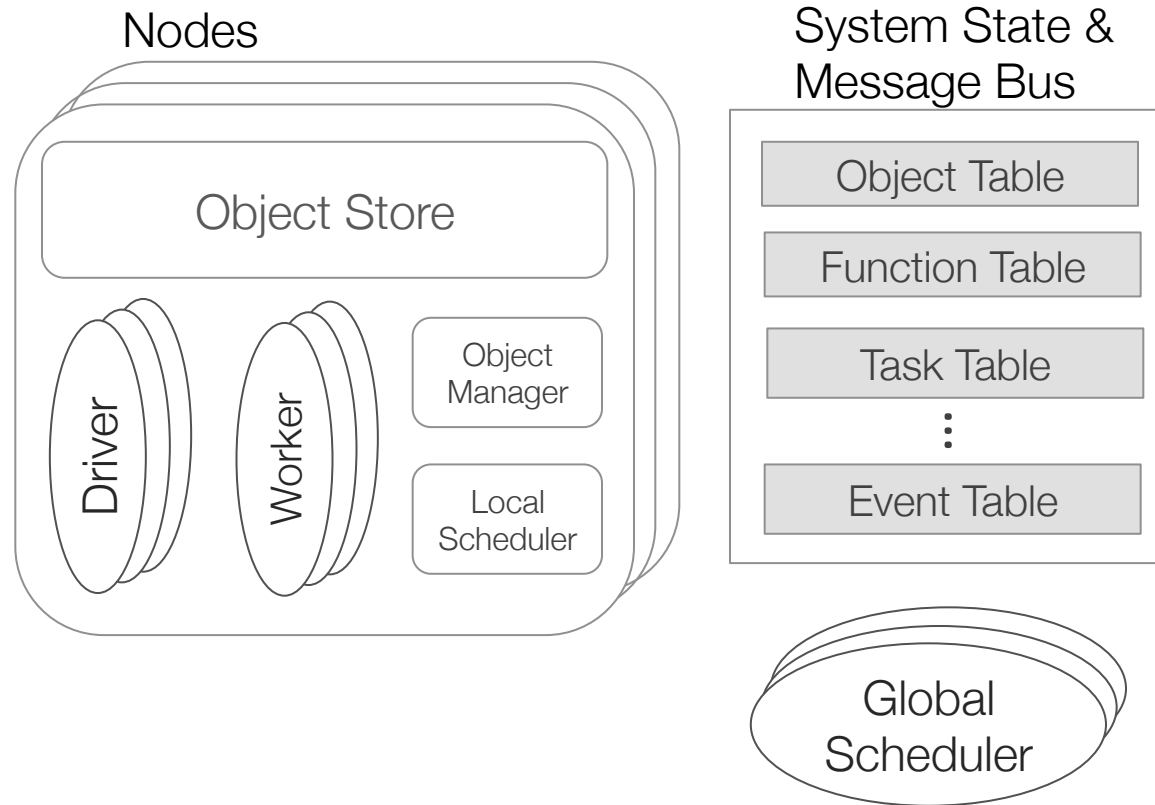 Nodes
Object Store
Driver
Worker
Object
Manager
Local
Scheduler
System State &
Message Bus
Object Table
Function Table
Task Table
⋮
Event Table
Global
Scheduler